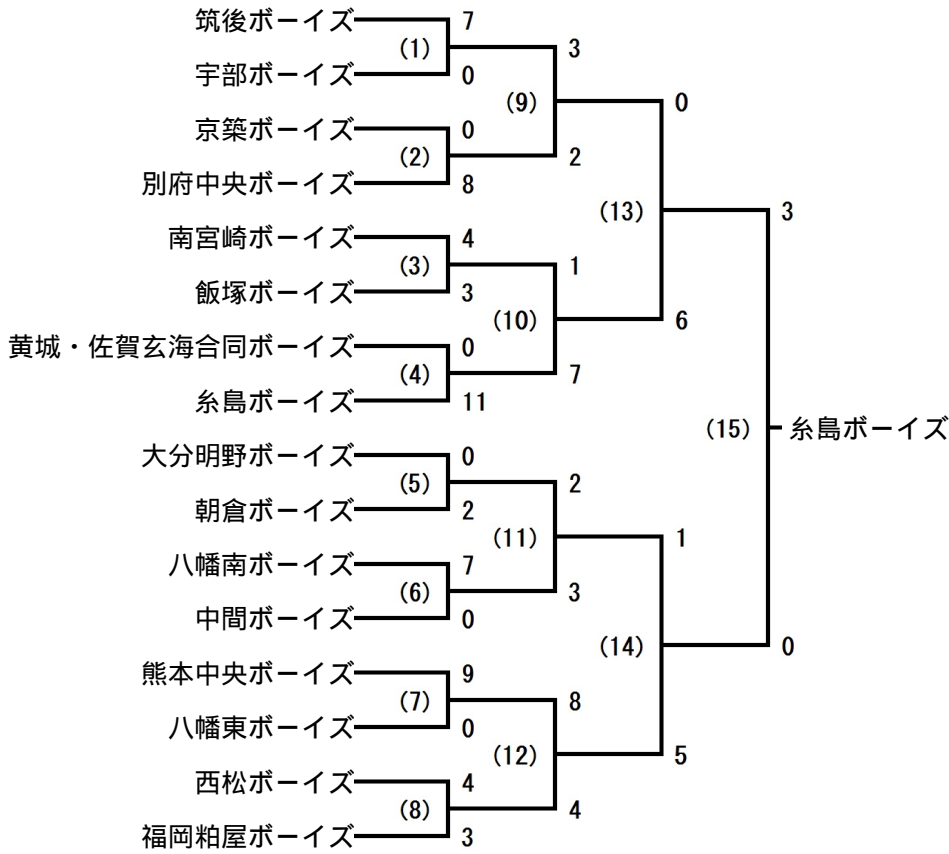 筑後ボーイズ 7
(1) 3
宇部ボーイズ 0
(9) 0
京築ボーイズ 0
(2) 2
別府中央ボーイズ 8
(13) 3
南宮崎ボーイズ 4
(3) 1
飯塚ボーイズ 3
(10) 6
黄城・佐賀玄海合同ボーイズ 0
(4) 7
糸島ボーイズ 11
(15) 糸島ボーイズ
大分明野ボーイズ 0
(5) 2
朝倉ボーイズ 2
(11) 1
八幡南ボーイズ 7
(6) 3
中間ボーイズ 0
(14) 0
熊本中央ボーイズ 9
(7) 8
八幡東ボーイズ 0
(12) 5
西松ボーイズ 4
(8) 4
福岡粕屋ボーイズ 3